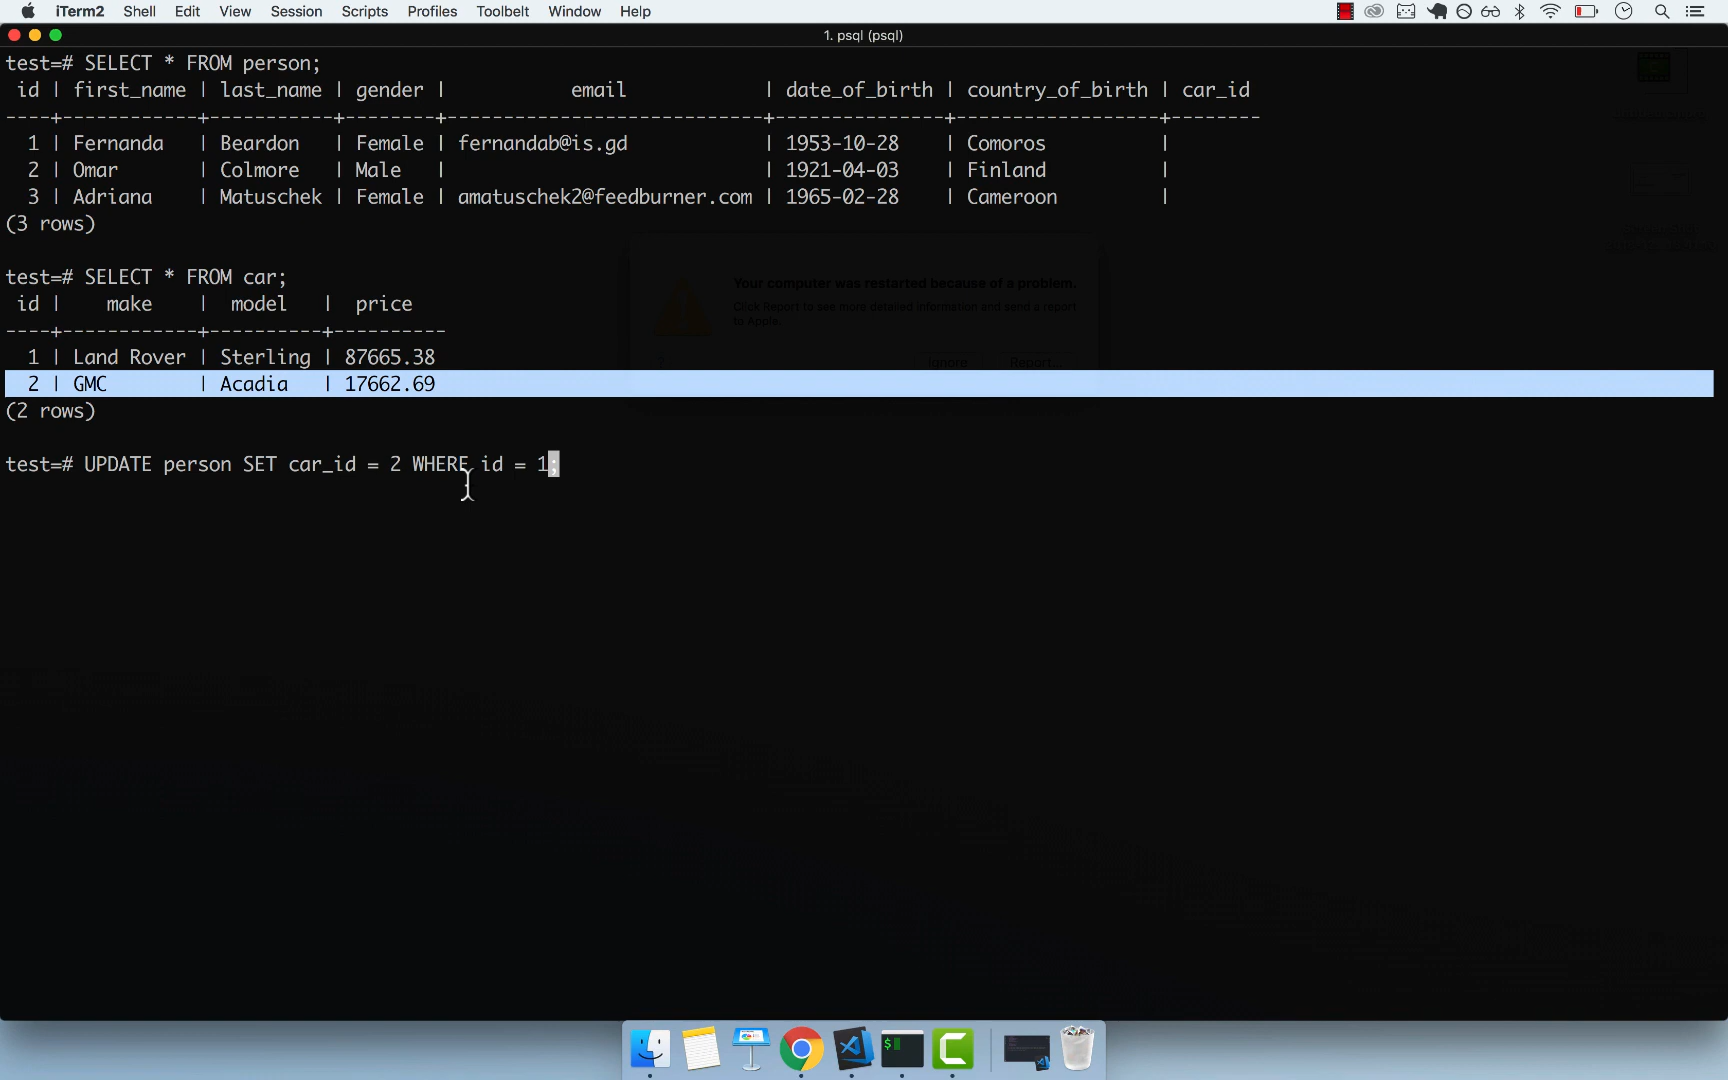 iTerm2 Shell Edit View Session Scripts Profiles Toolbelt Window Help
1. psql (psql)
test=# SELECT * FROM person;
id | first_name | last_name | gender | email | date_of_birth | country_of_birth | car_id
----+------------+-----------+--------+----------------------------+---------------+------------------+--------
1 | Fernanda | Beardon | Female | fernandab@is.gd | 1953-10-28 | Comoros |
2 | Omar | Colmore | Male | | 1921-04-03 | Finland |
3 | Adriana | Matuschek | Female | amatuschek2@feedburner.com | 1965-02-28 | Cameroon |
(3 rows)
test=# SELECT * FROM car;
id | make | model | price
----+------------+----------+----------
1 | Land Rover | Sterling | 87665.38
2 | GMC | Acadia | 17662.69
(2 rows)
test=# UPDATE person SET car_id = 2 WHERE id = 1;
Your computer was restarted because of a problem.
Click Report to see more detailed information and send a report
to Apple.
?
Ignore Report...
$